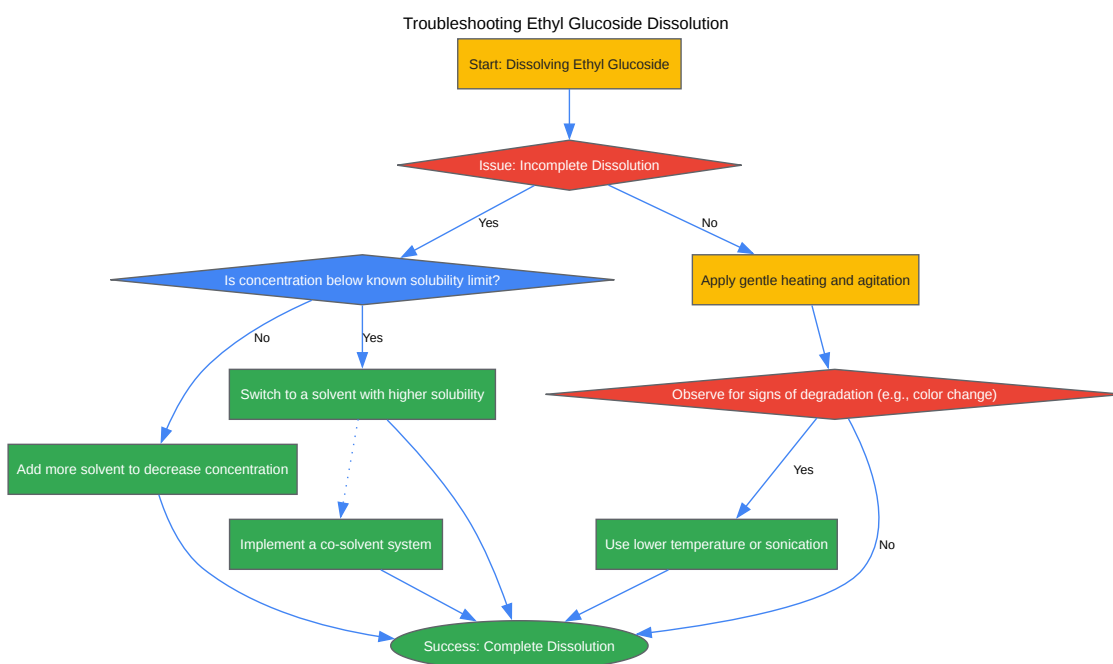 Troubleshooting Ethyl Glucoside Dissolution
Start: Dissolving Ethyl Glucoside
Issue: Incomplete Dissolution
Yes
No
Is concentration below known solubility limit?
Apply gentle heating and agitation
No
Yes
Switch to a solvent with higher solubility
Observe for signs of degradation (e.g., color change)
Add more solvent to decrease concentration
Yes
Implement a co-solvent system
Use lower temperature or sonication
No
Success: Complete Dissolution